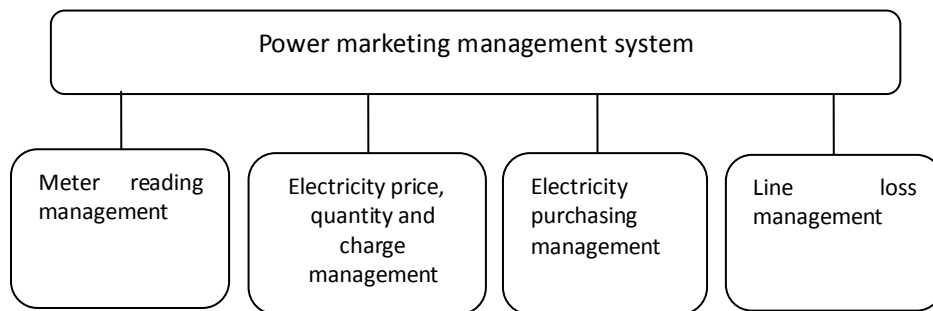 Power marketing management system
Meter reading
management
Electricity price,
quantity and
charge
management
Electricity
purchasing
management
Line loss
management